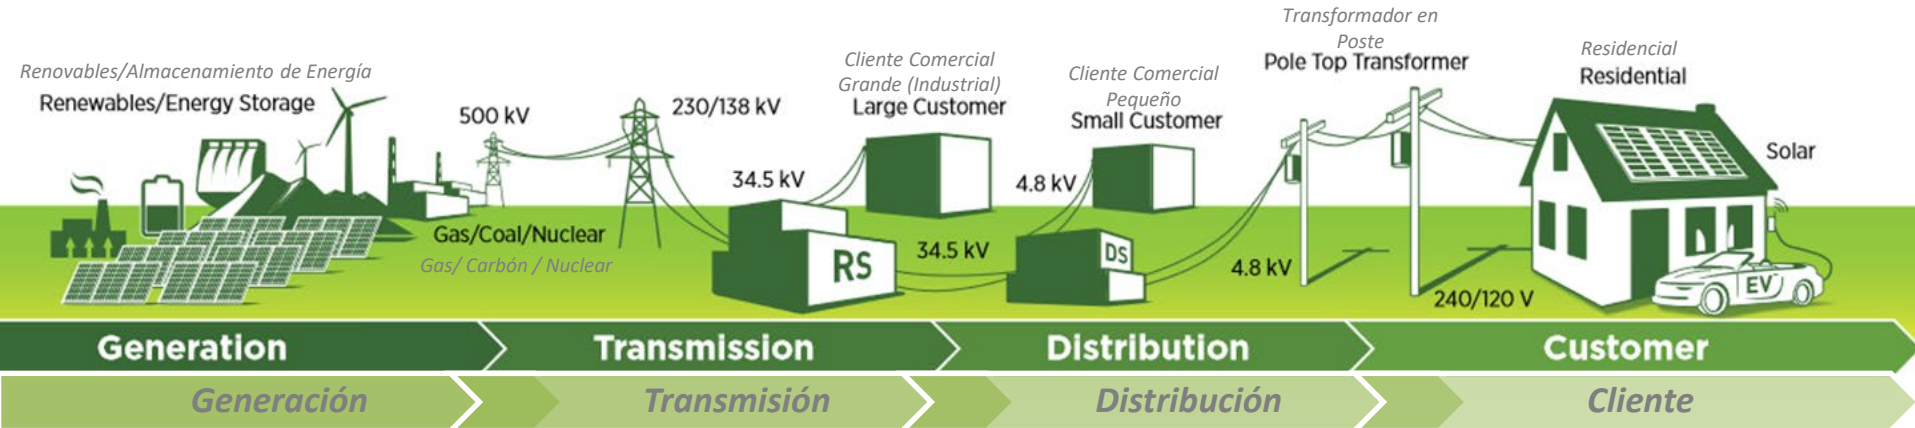 Renovables/Almacenamiento de Energía
Renewables/Energy Storage
500 kV
230/138 kV
Gas/Coal/Nuclear
Gas/ Carbón / Nuclear
34.5 kV
RS
Cliente Comercial
Grande (Industrial)
Large Customer
34.5 kV
Cliente Comercial
Pequeño
Small Customer
4.8 kV
DS
Transformador en
Poste
Pole Top Transformer
4.8 kV
240/120 V
Residencial
Residential
Solar
EV
Generation
Transmission
Distribution
Customer
Generación
Transmisión
Distribución
Cliente